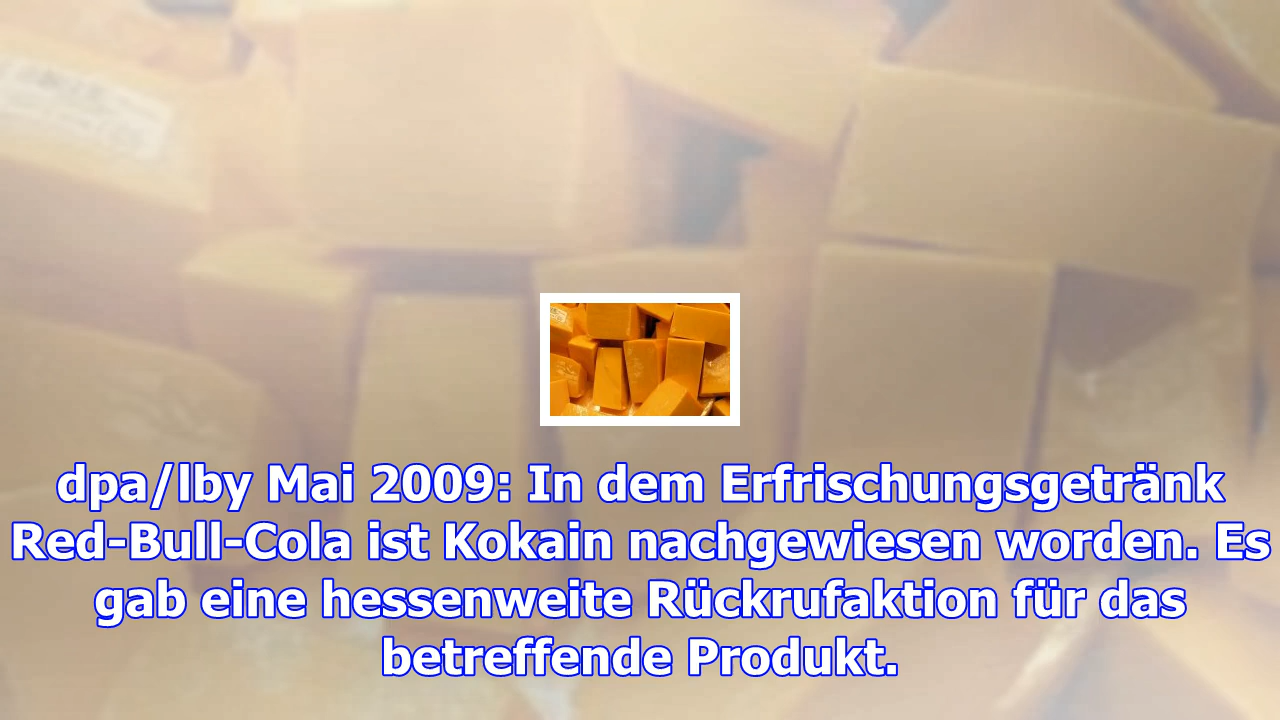 dpa/lby Mai 2009: In dem Erfrischungsgetränk
Red-Bull-Cola ist Kokain nachgewiesen worden. Es
gab eine hessenweite Rückrufaktion für das
betreffende Produkt.